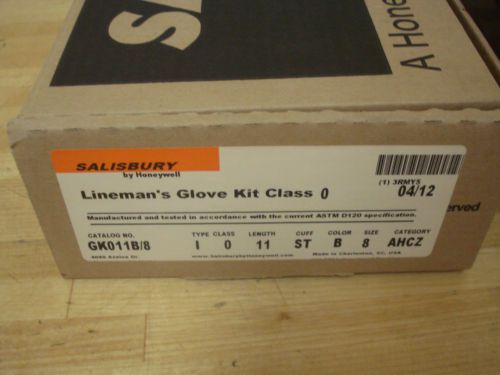 SA
A Hone
SALISBURY
by Honeywell
Lineman's Glove Kit Class 0
(1) 3RMY5
04/12
Manufactured and tested in accordance with the current ASTM D120 specification.
CATALOG NO. TYPE CLASS LENGTH CUFF COLOR SIZE CATEGORY
GK011B/8 I 0 11 ST B 8 AHCZ
www.SalisburybyHoneywell.com Made in Charleston, SC, USA
erved